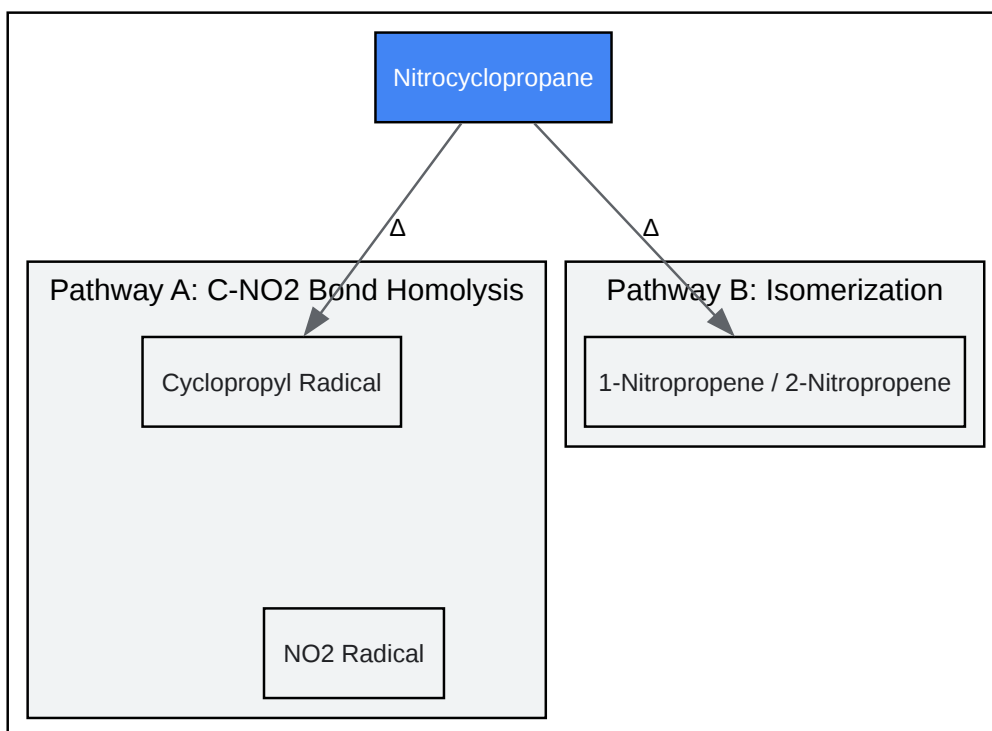 Nitrocyclopropane
Δ
Δ
Pathway A: C-NO2 Bond Homolysis
Pathway B: Isomerization
Cyclopropyl Radical
1-Nitropropene / 2-Nitropropene
NO2 Radical